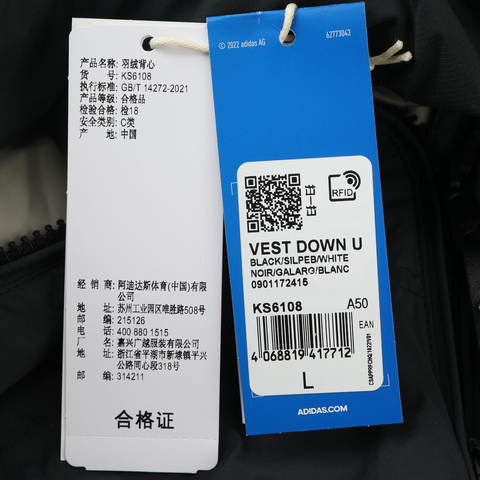 产品名称: 羽绒背心
货 号: KS6108
执行标准: GB/T 14272-2021
产品等级: 合格品
检验合格: 检18
安全类别: C类
产 地: 中国
经 销 商: 阿迪达斯体育(中国)有限
公司
地 址: 苏州工业园区唯胜路508号
邮 编: 215126
电 话: 400 880 1515
厂 名: 嘉兴广越服装有限公司
地 址: 浙江省平湖市新埭镇平兴
公路同心段318号
邮 编: 314211
合格证
© 2022 adidas AG
62773043
扫一扫
RFID
VEST DOWN U
BLACK/SILPEB/WHITE
NOIR/GALARG/BLANC
0901172415
KS6108 A50
EAN
4 068819 417712
L
ADIDAS.COM